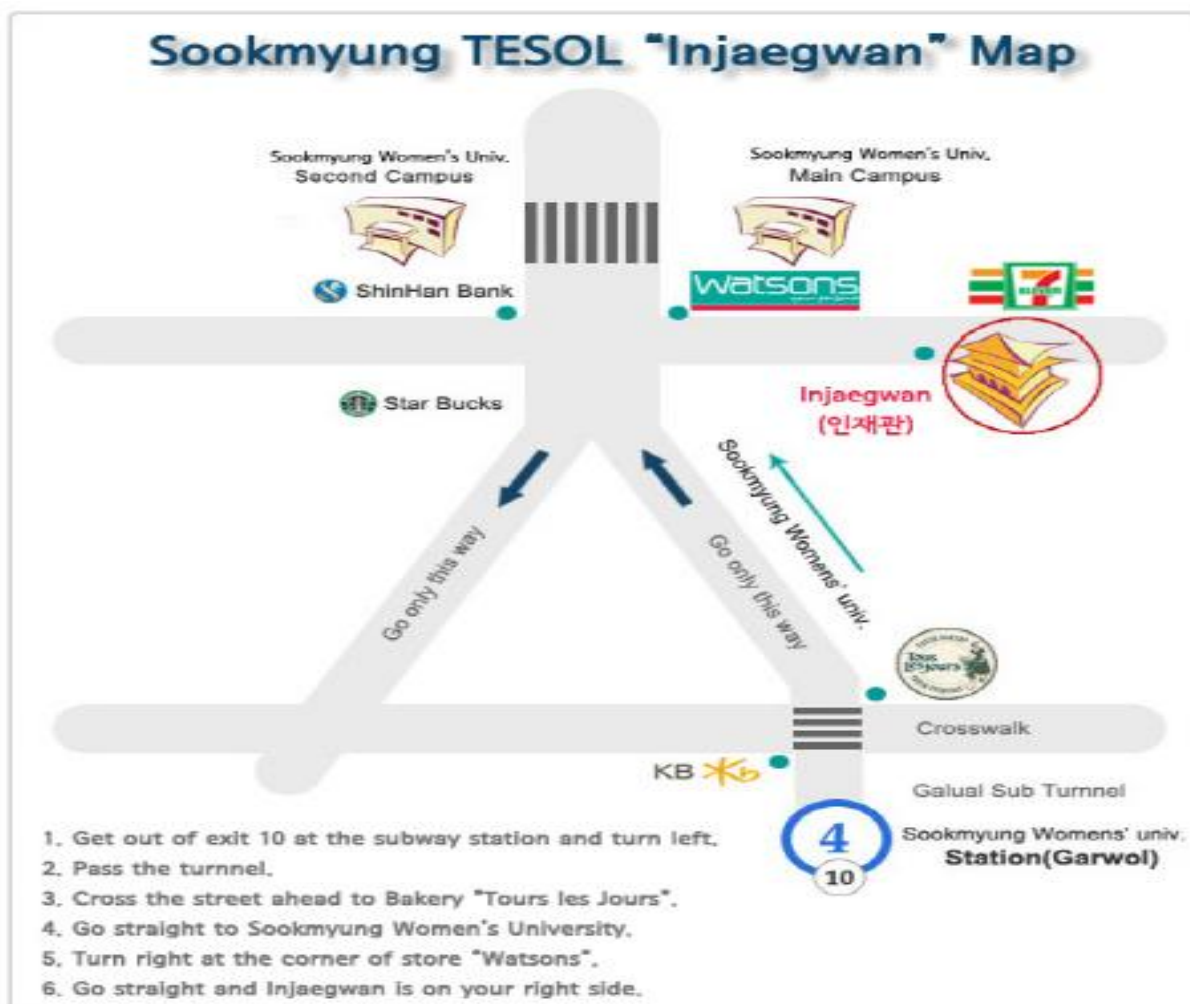 Sookmyung TESOL "Injaegwan" Map
Sookmyung Women's Univ.
Second Campus
Sookmyung Women's Univ.
Main Campus
ShinHan Bank
watsons
7
ELEVEN
Star Bucks
Injaegwan
(인재관)
Go only this way
Go only this way
Sookmyung Womens' univ.
TOUS
les Jours
Crosswalk
KB
Galual Sub Turnnel
4
10
Sookmyung Womens' univ.
Station(Garwol)
1. Get out of exit 10 at the subway station and turn left.
2. Pass the turnnel.
3. Cross the street ahead to Bakery "Tours les Jours".
4. Go straight to Sookmyung Women's University.
5. Turn right at the corner of store "Watsons".
6. Go straight and Injaegwan is on your right side.